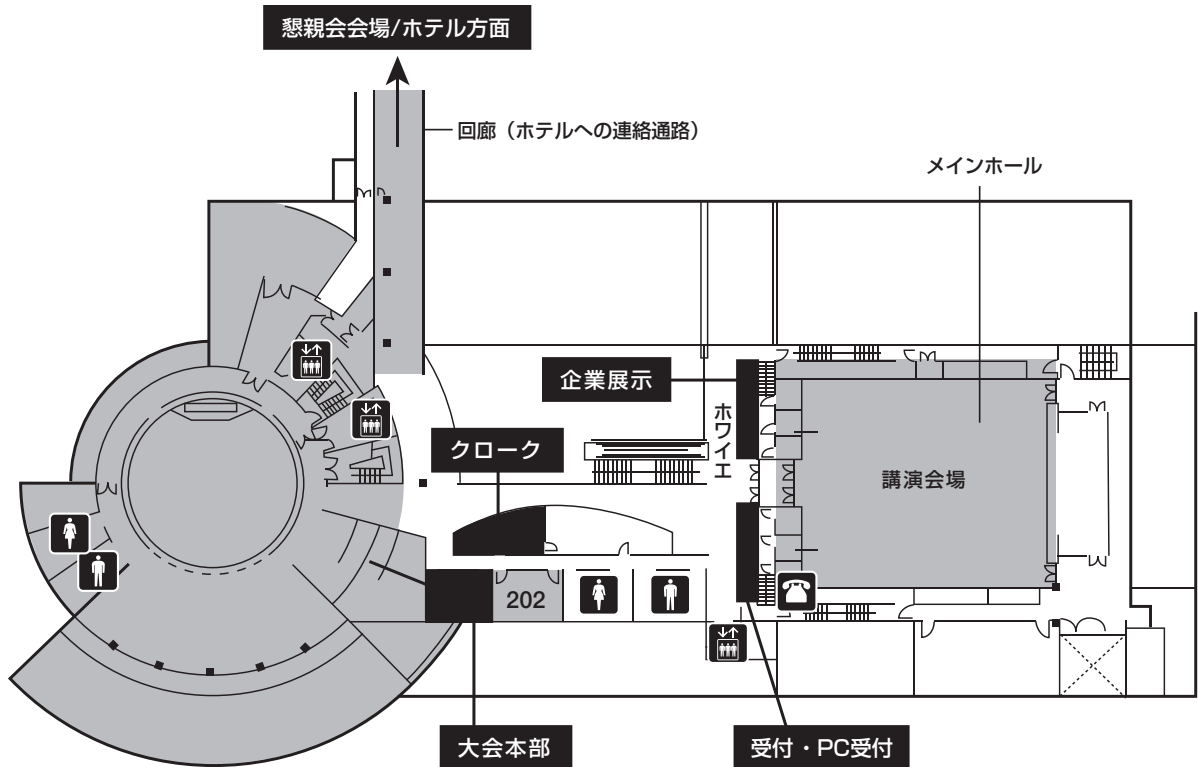 懇親会会場/ホテル方面
回廊（ホテルへの連絡通路）
メインホール
企業展示
ホワイエ
クローク
講演会場
202
大会本部
受付・PC受付